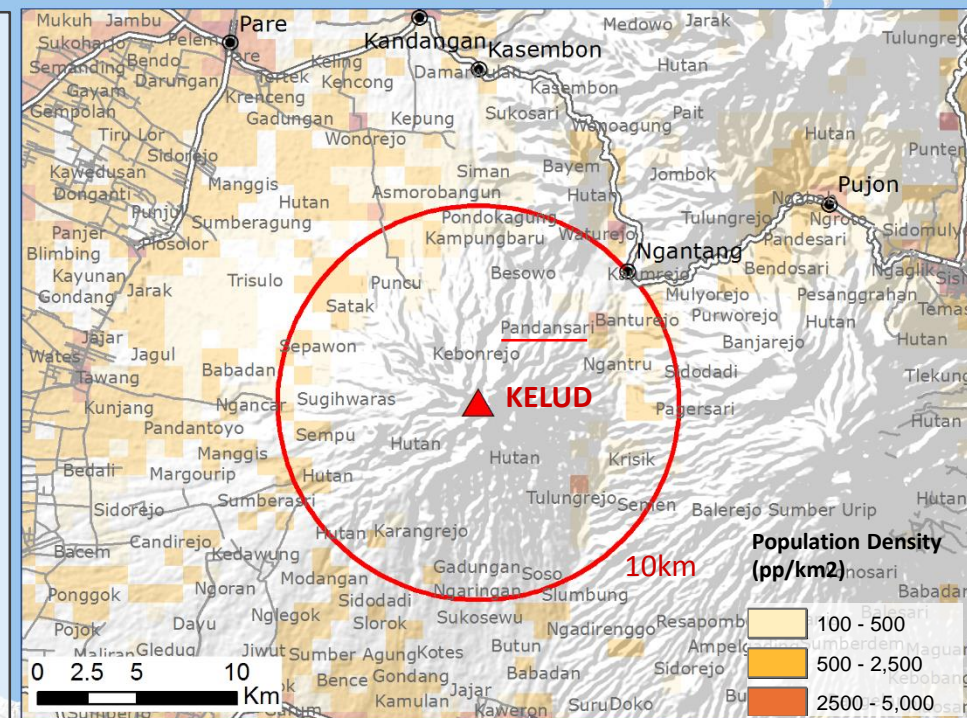 Mukuh Jambu
Pare
Sukoharjo
Pelem
Bendo
Semanding
Darungan
Gayam
Gempolan
Tertek
Krenceng
Gadungan
Keling
Kencong
Kandangan
Kasembon
Damarwulan
Kasembon
Medowo
Jarak
Hutan
Tulungrejo
Sukosari
Kepung
Wonorejo
Wonoagung
Pait
Hutan
Punten
Tiru Lor
Sidorejo
Kawedusan
Donganti
Manggis
Hutan
Siman
Bayem
Hutan
Jombok
Asmorobangun
Pujon
Ngabab
Ngroto
Punju
Plosolor
Sumberagung
Panjer
Blimbing
Pondokagung
Kampungbaru
Waturejo
Tulungrejo
Pandesari
Sidomulyo
Ngantang
Kaumrejo
Bendosari
Ngaglik
Sisir
Kayunan
Gondang
Jarak
Trisulo
Puncu
Satak
Besowo
Mulyorejo
Purworejo
Pesanggrahan
Hutan
Temas
Jajar
Wates
Tawang
Jagul
Babadan
Sepawon
Pandansari
Banturejo
Banjarejo
Hutan
Kebonrejo
Ngantru
Sidodadi
Tlekung
Kunjang
Ngancar
Sugihwaras
KELUD
Pagersari
Hutan
Pandantoyo
Manggis
Sempu
Hutan
Hutan
Krisik
Bedali
Margourip
Hutan
Sumberasri
Tulungrejo
Semen
Balerejo Sumber Urip
Hutan
Sidorejo
Candirejo
Bacem
Kedawung
Hutan
Karangrejo
10km
Population Density
(pp/km2)
Ponggok
Ngoran
Modangan
Sidodadi
Gadungan
Ngaringan
Soso
Slumbung
Babadan
Pojok
Dayu
Nglegok
Slorok
Sukosewu
Ngadirenggo
Resapombo
100 - 500
Maliran
Gledug
Jiwut
Sumber Agung
Kotes
Butun
Sidorejo
500 - 2,500
Bence
Gondang
Babadan
Kamulan
Jajar
Kaweron
Suru
Doko
2500 - 5,000
0 2.5 5 10
Km